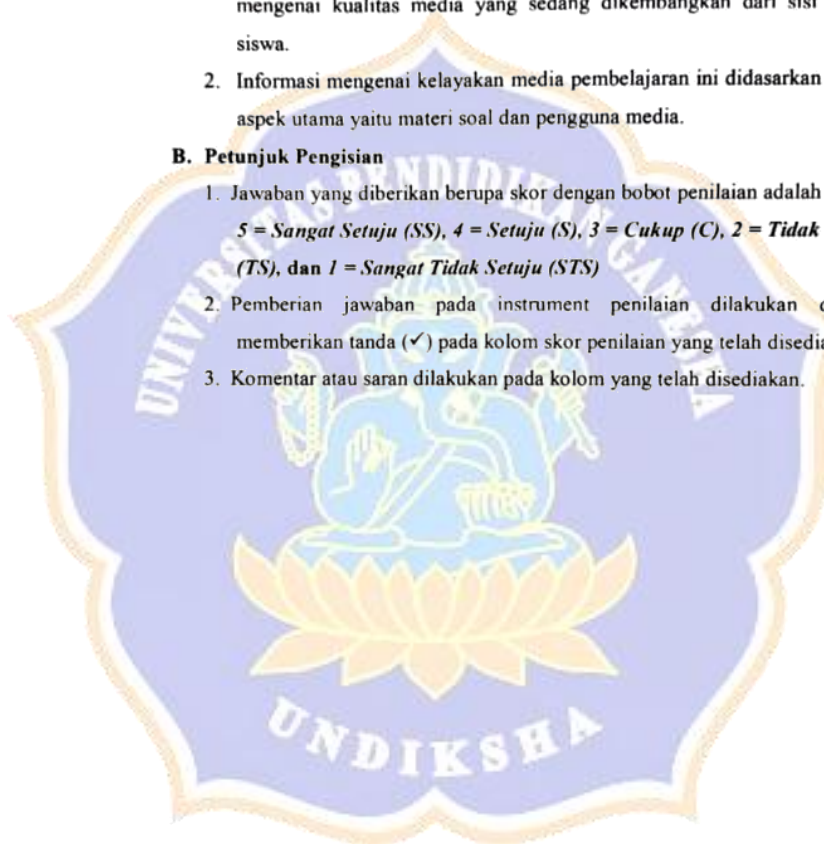 mengenai kualitas media yang sedang dikembangkan dari sisi
siswa.
2. Informasi mengenai kelayakan media pembelajaran ini didasarkan
aspek utama yaitu materi soal dan pengguna media.
B. Petunjuk Pengisian
1. Jawaban yang diberikan berupa skor dengan bobot penilaian adalah
5 = Sangat Setuju (SS), 4 = Setuju (S), 3 = Cukup (C), 2 = Tidak
(TS), dan 1 = Sangat Tidak Setuju (STS)
2. Pemberian jawaban pada instrument penilaian dilakukan d
memberikan tanda (✓) pada kolom skor penilaian yang telah disedia
3. Komentar atau saran dilakukan pada kolom yang telah disediakan.
UNIVERSITAS PENDIDIKAN GANESHA
UNDIKSHA